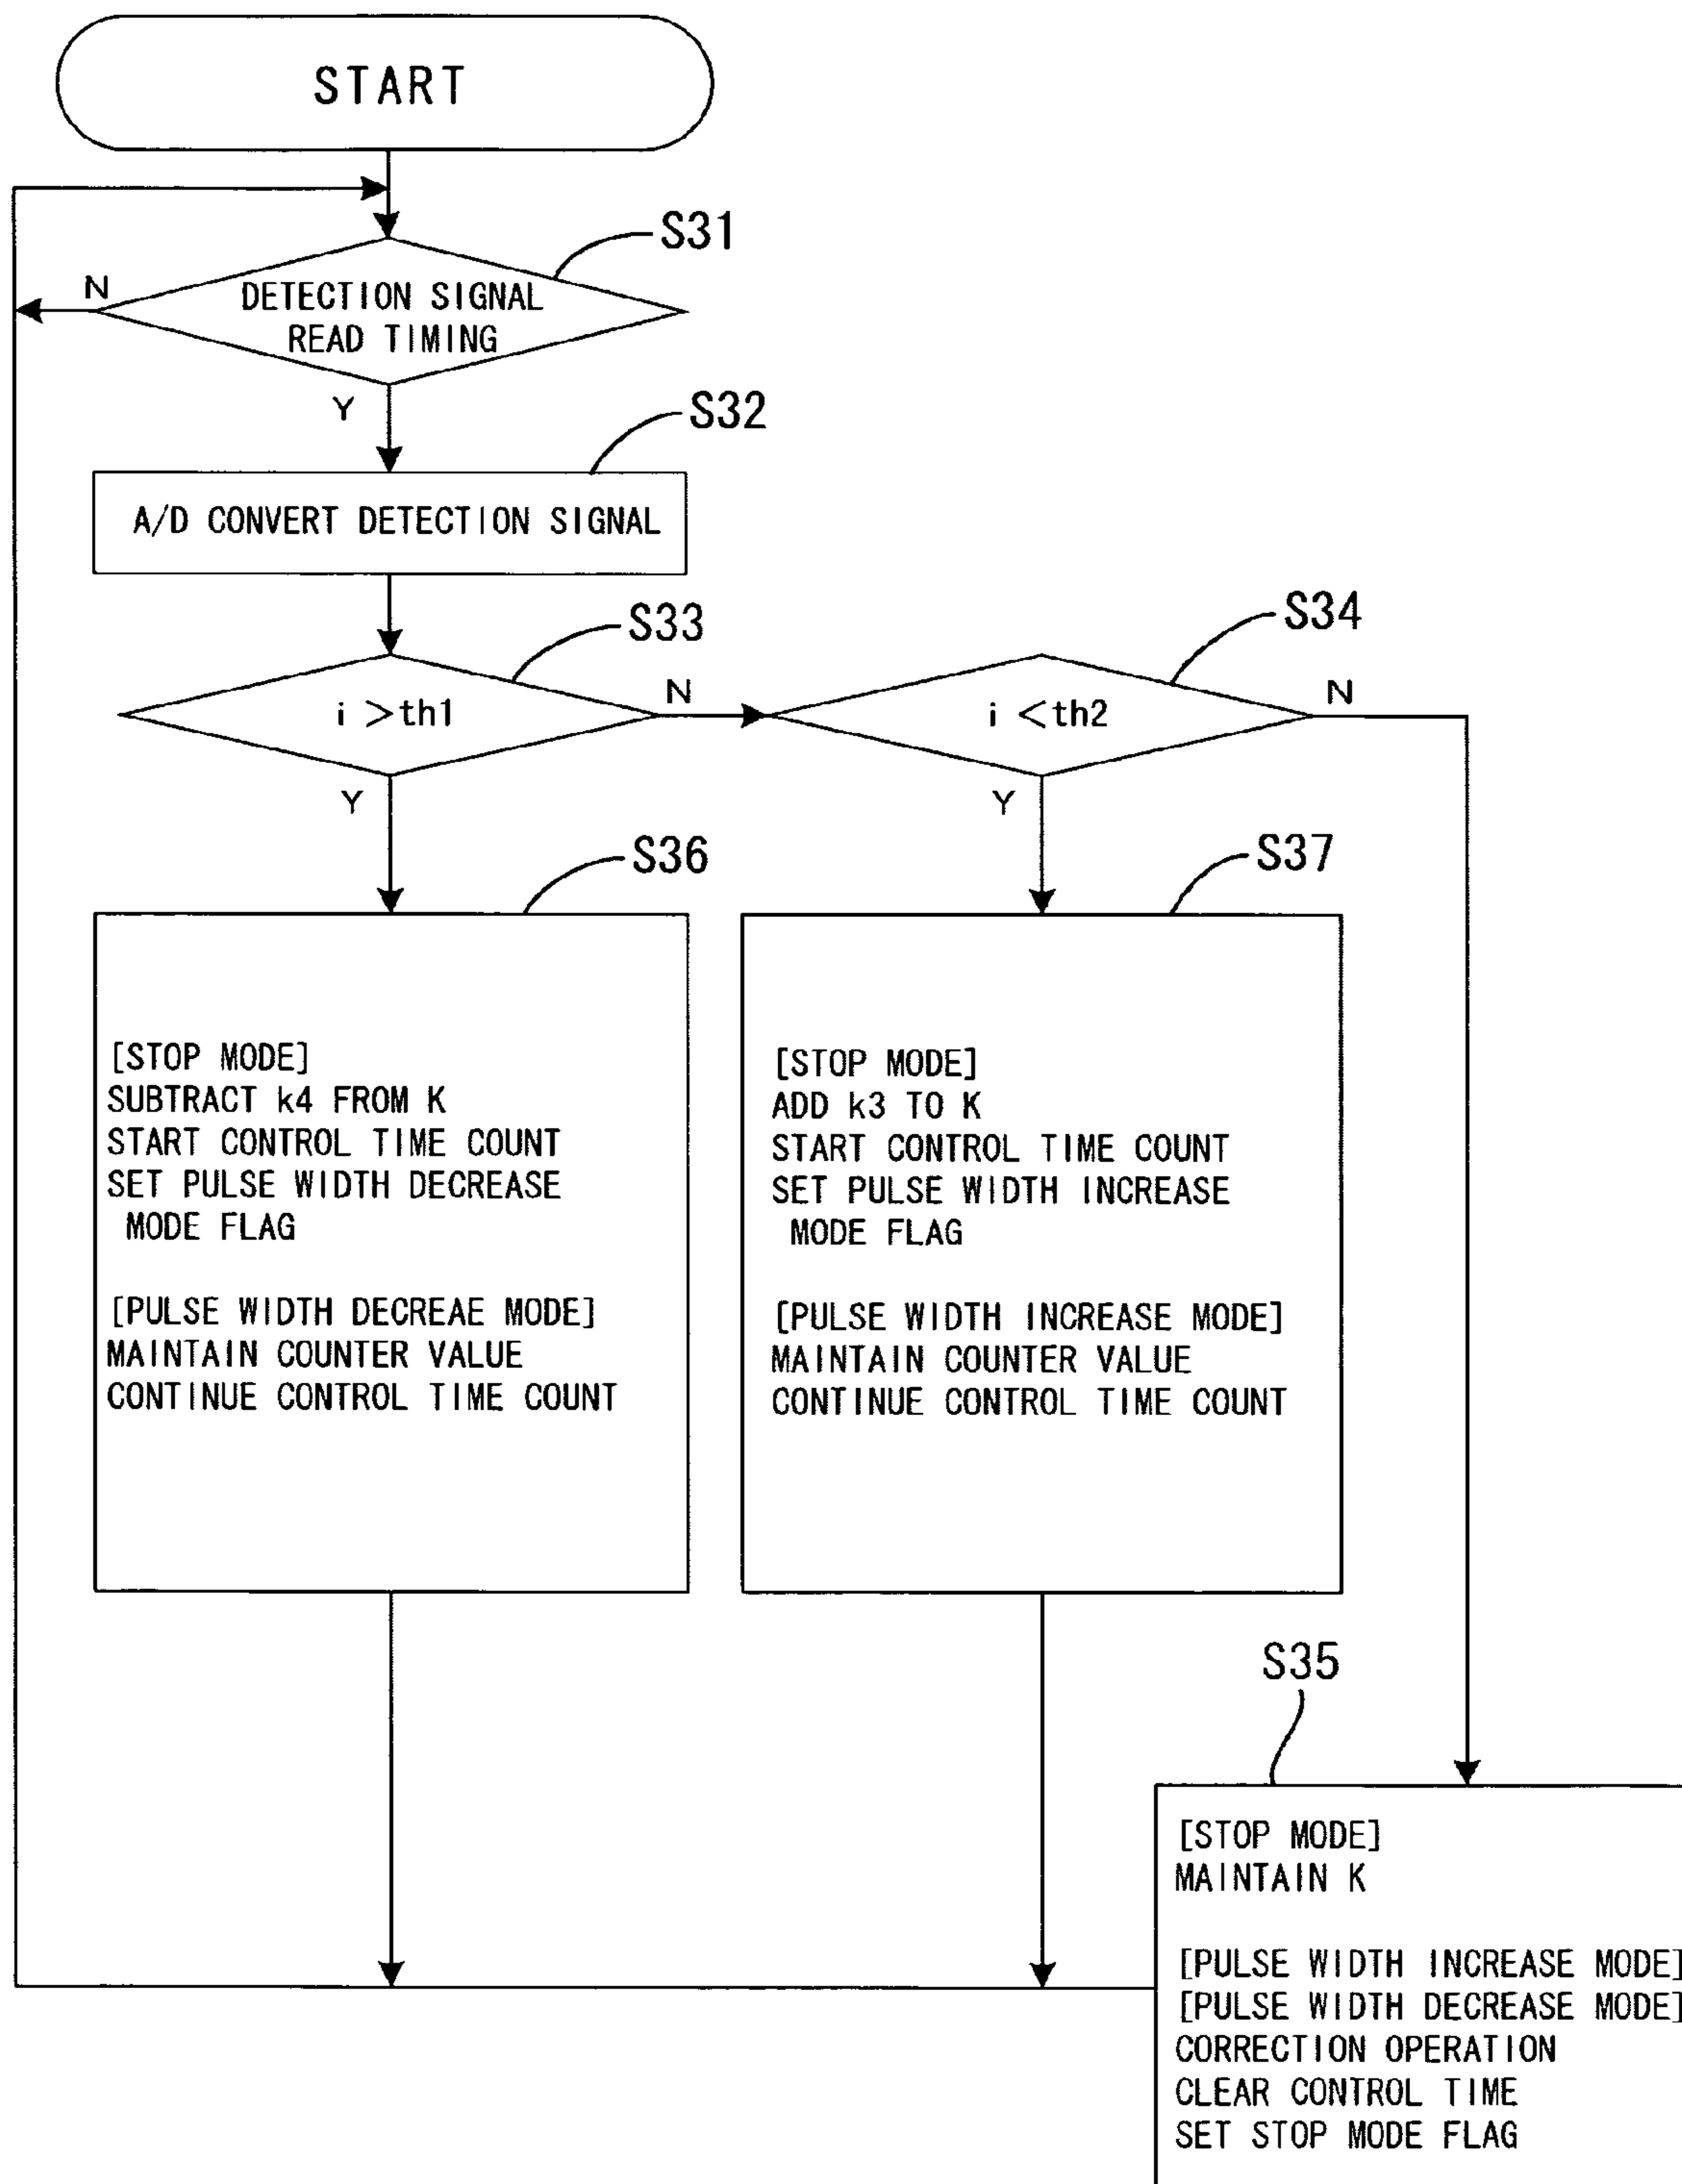 START
S31
N
DETECTION SIGNAL
READ TIMING
Y
S32
A/D CONVERT DETECTION SIGNAL
S33
S34
i >th1
N
i <th2
N
Y
Y
S36
S37
[STOP MODE]
SUBTRACT k4 FROM K
START CONTROL TIME COUNT
SET PULSE WIDTH DECREASE
MODE FLAG
[PULSE WIDTH DECREAE MODE]
MAINTAIN COUNTER VALUE
CONTINUE CONTROL TIME COUNT
[STOP MODE]
ADD k3 TO K
START CONTROL TIME COUNT
SET PULSE WIDTH INCREASE
MODE FLAG
[PULSE WIDTH INCREASE MODE]
MAINTAIN COUNTER VALUE
CONTINUE CONTROL TIME COUNT
S35
[STOP MODE]
MAINTAIN K
[PULSE WIDTH INCREASE MODE]
[PULSE WIDTH DECREASE MODE]
CORRECTION OPERATION
CLEAR CONTROL TIME
SET STOP MODE FLAG